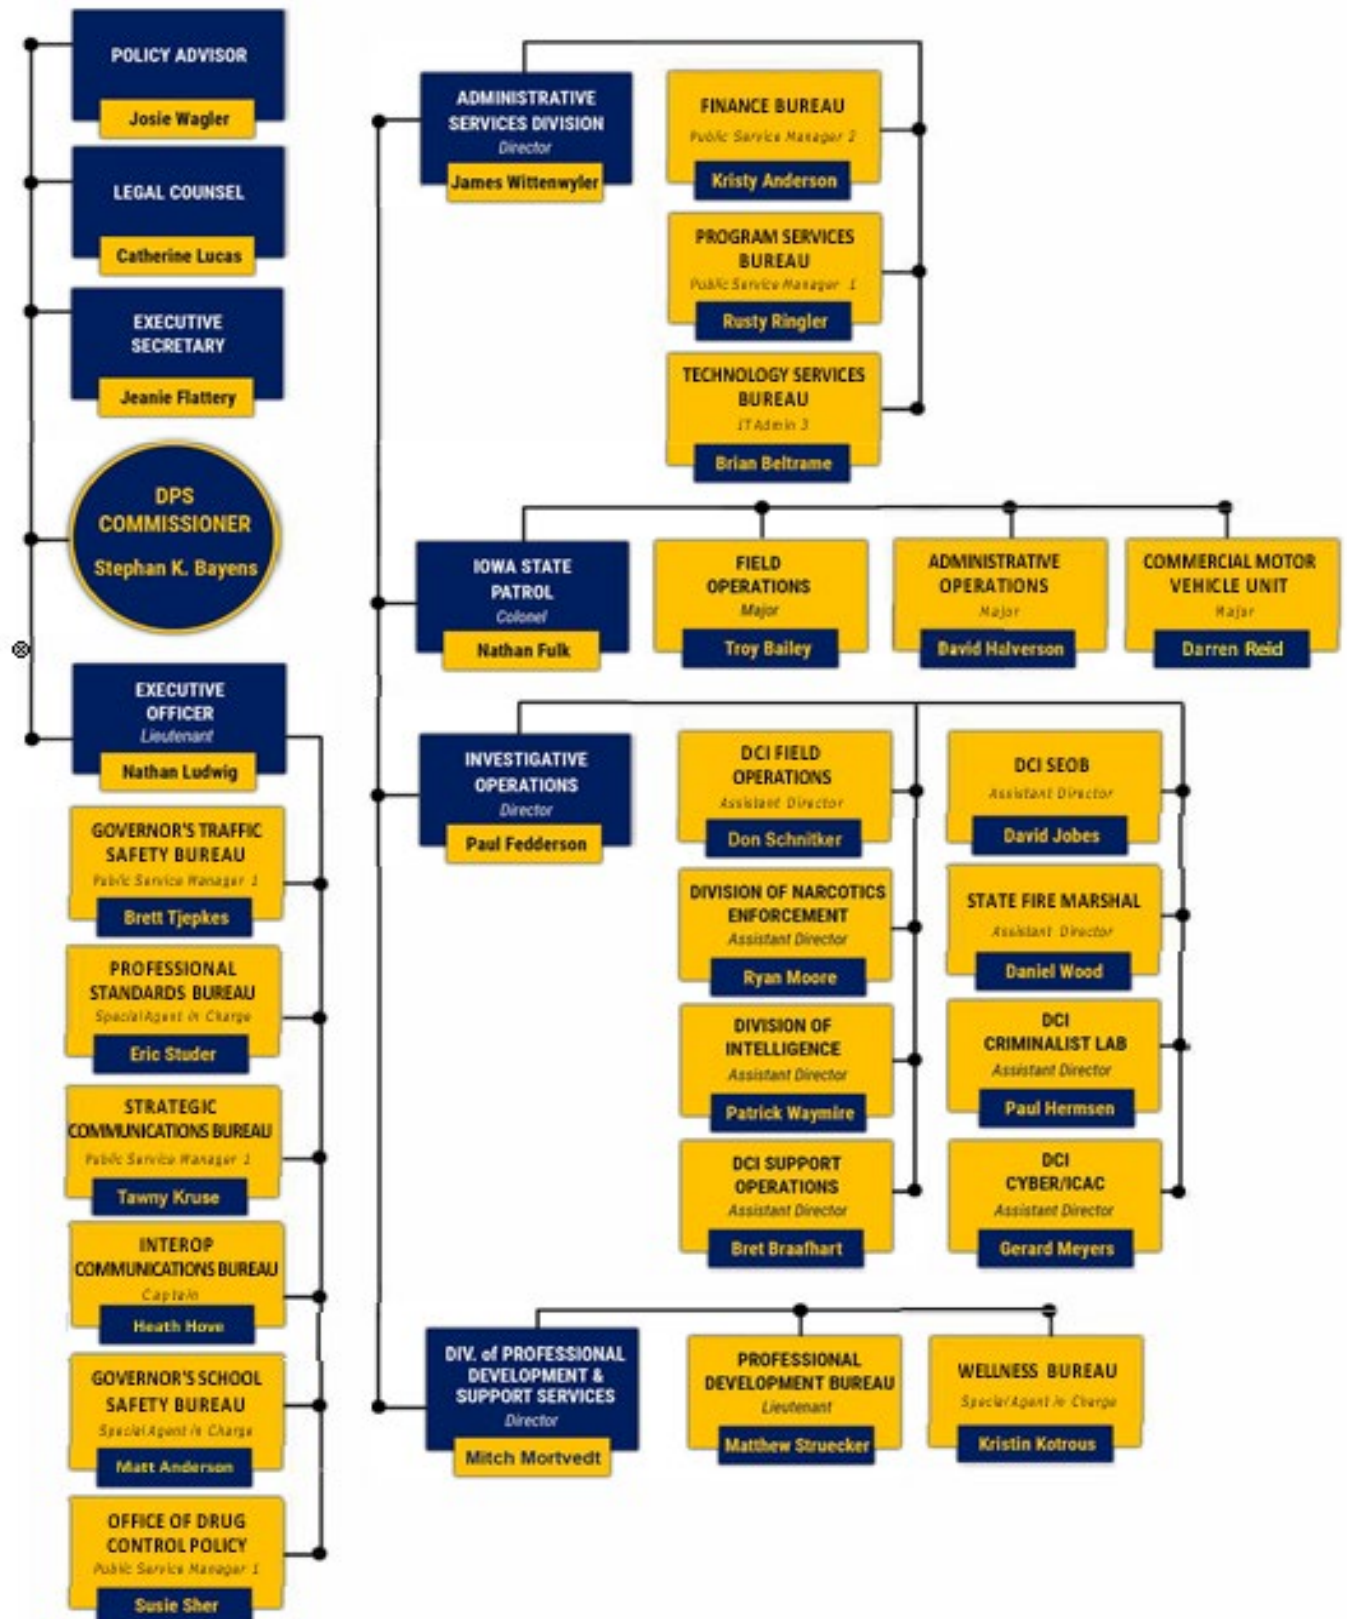 POLICY ADVISOR
Josie Wagler
LEGAL COUNSEL
Catherine Lucas
EXECUTIVE
SECRETARY
Jeanie Flattery
DPS
COMMISSIONER
Stephan K. Bayens
EXECUTIVE
OFFICER
Lieutenant
Nathan Ludwig
GOVERNOR'S TRAFFIC
SAFETY BUREAU
Public Service Manager 1
Brett Tjepkes
PROFESSIONAL
STANDARDS BUREAU
Special Agent in Charge
Eric Studer
STRATEGIC
COMMUNICATIONS BUREAU
Public Service Manager 1
Tawny Kruse
INTEROP
COMMUNICATIONS BUREAU
Captain
Heath Hove
GOVERNOR'S SCHOOL
SAFETY BUREAU
Special Agent in Charge
Matt Anderson
OFFICE OF DRUG
CONTROL POLICY
Public Service Manager 1
Susie Sher
ADMINISTRATIVE
SERVICES DIVISION
Director
James Wittenwyler
FINANCE BUREAU
Public Service Manager 2
Kristy Anderson
PROGRAM SERVICES
BUREAU
Public Service Manager 1
Rusty Ringler
TECHNOLOGY SERVICES
BUREAU
IT Admin 3
Brian Beltrame
IOWA STATE
PATROL
Colonel
Nathan Fulk
FIELD
OPERATIONS
Major
Troy Bailey
ADMINISTRATIVE
OPERATIONS
Major
David Halverson
COMMERCIAL MOTOR
VEHICLE UNIT
Major
Darren Reid
INVESTIGATIVE
OPERATIONS
Director
Paul Fedderson
DCI FIELD
OPERATIONS
Assistant Director
Don Schnitker
DIVISION OF NARCOTICS
ENFORCEMENT
Assistant Director
Ryan Moore
DIVISION OF
INTELLIGENCE
Assistant Director
Patrick Waymire
DCI SUPPORT
OPERATIONS
Assistant Director
Bret Braafhart
DCI SEOB
Assistant Director
David Jobes
STATE FIRE MARSHAL
Assistant Director
Daniel Wood
DCI
CRIMINALIST LAB
Assistant Director
Paul Hermsen
DCI
CYBER/ICAC
Assistant Director
Gerard Meyers
DIV. of PROFESSIONAL
DEVELOPMENT &
SUPPORT SERVICES
Director
Mitch Mortvedt
PROFESSIONAL
DEVELOPMENT BUREAU
Lieutenant
Matthew Struecker
WELLNESS BUREAU
Special Agent in Charge
Kristin Kotrous